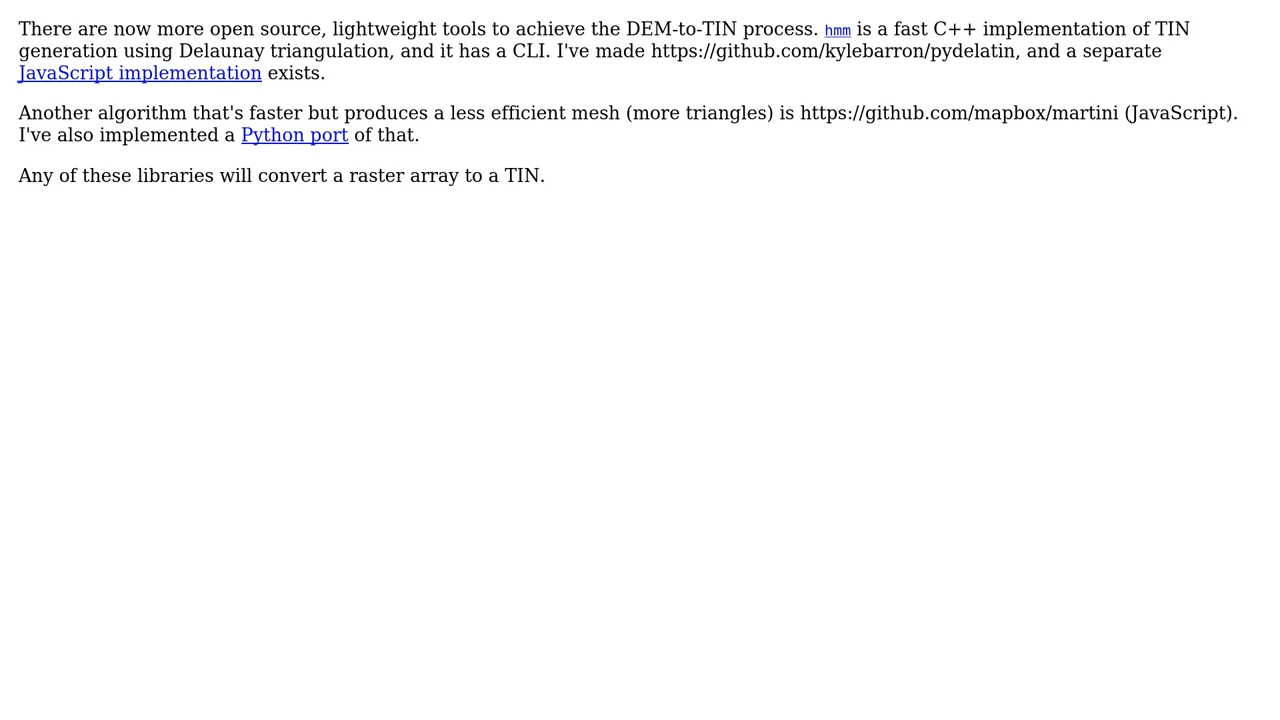 There are now more open source, lightweight tools to achieve the DEM-to-TIN process. hmm is a fast C++ implementation of TIN
generation using Delaunay triangulation, and it has a CLI. I've made https://github.com/kylebarron/pydelatin, and a separate
JavaScript implementation exists.
Another algorithm that's faster but produces a less efficient mesh (more triangles) is https://github.com/mapbox/martini (JavaScript).
I've also implemented a Python port of that.
Any of these libraries will convert a raster array to a TIN.